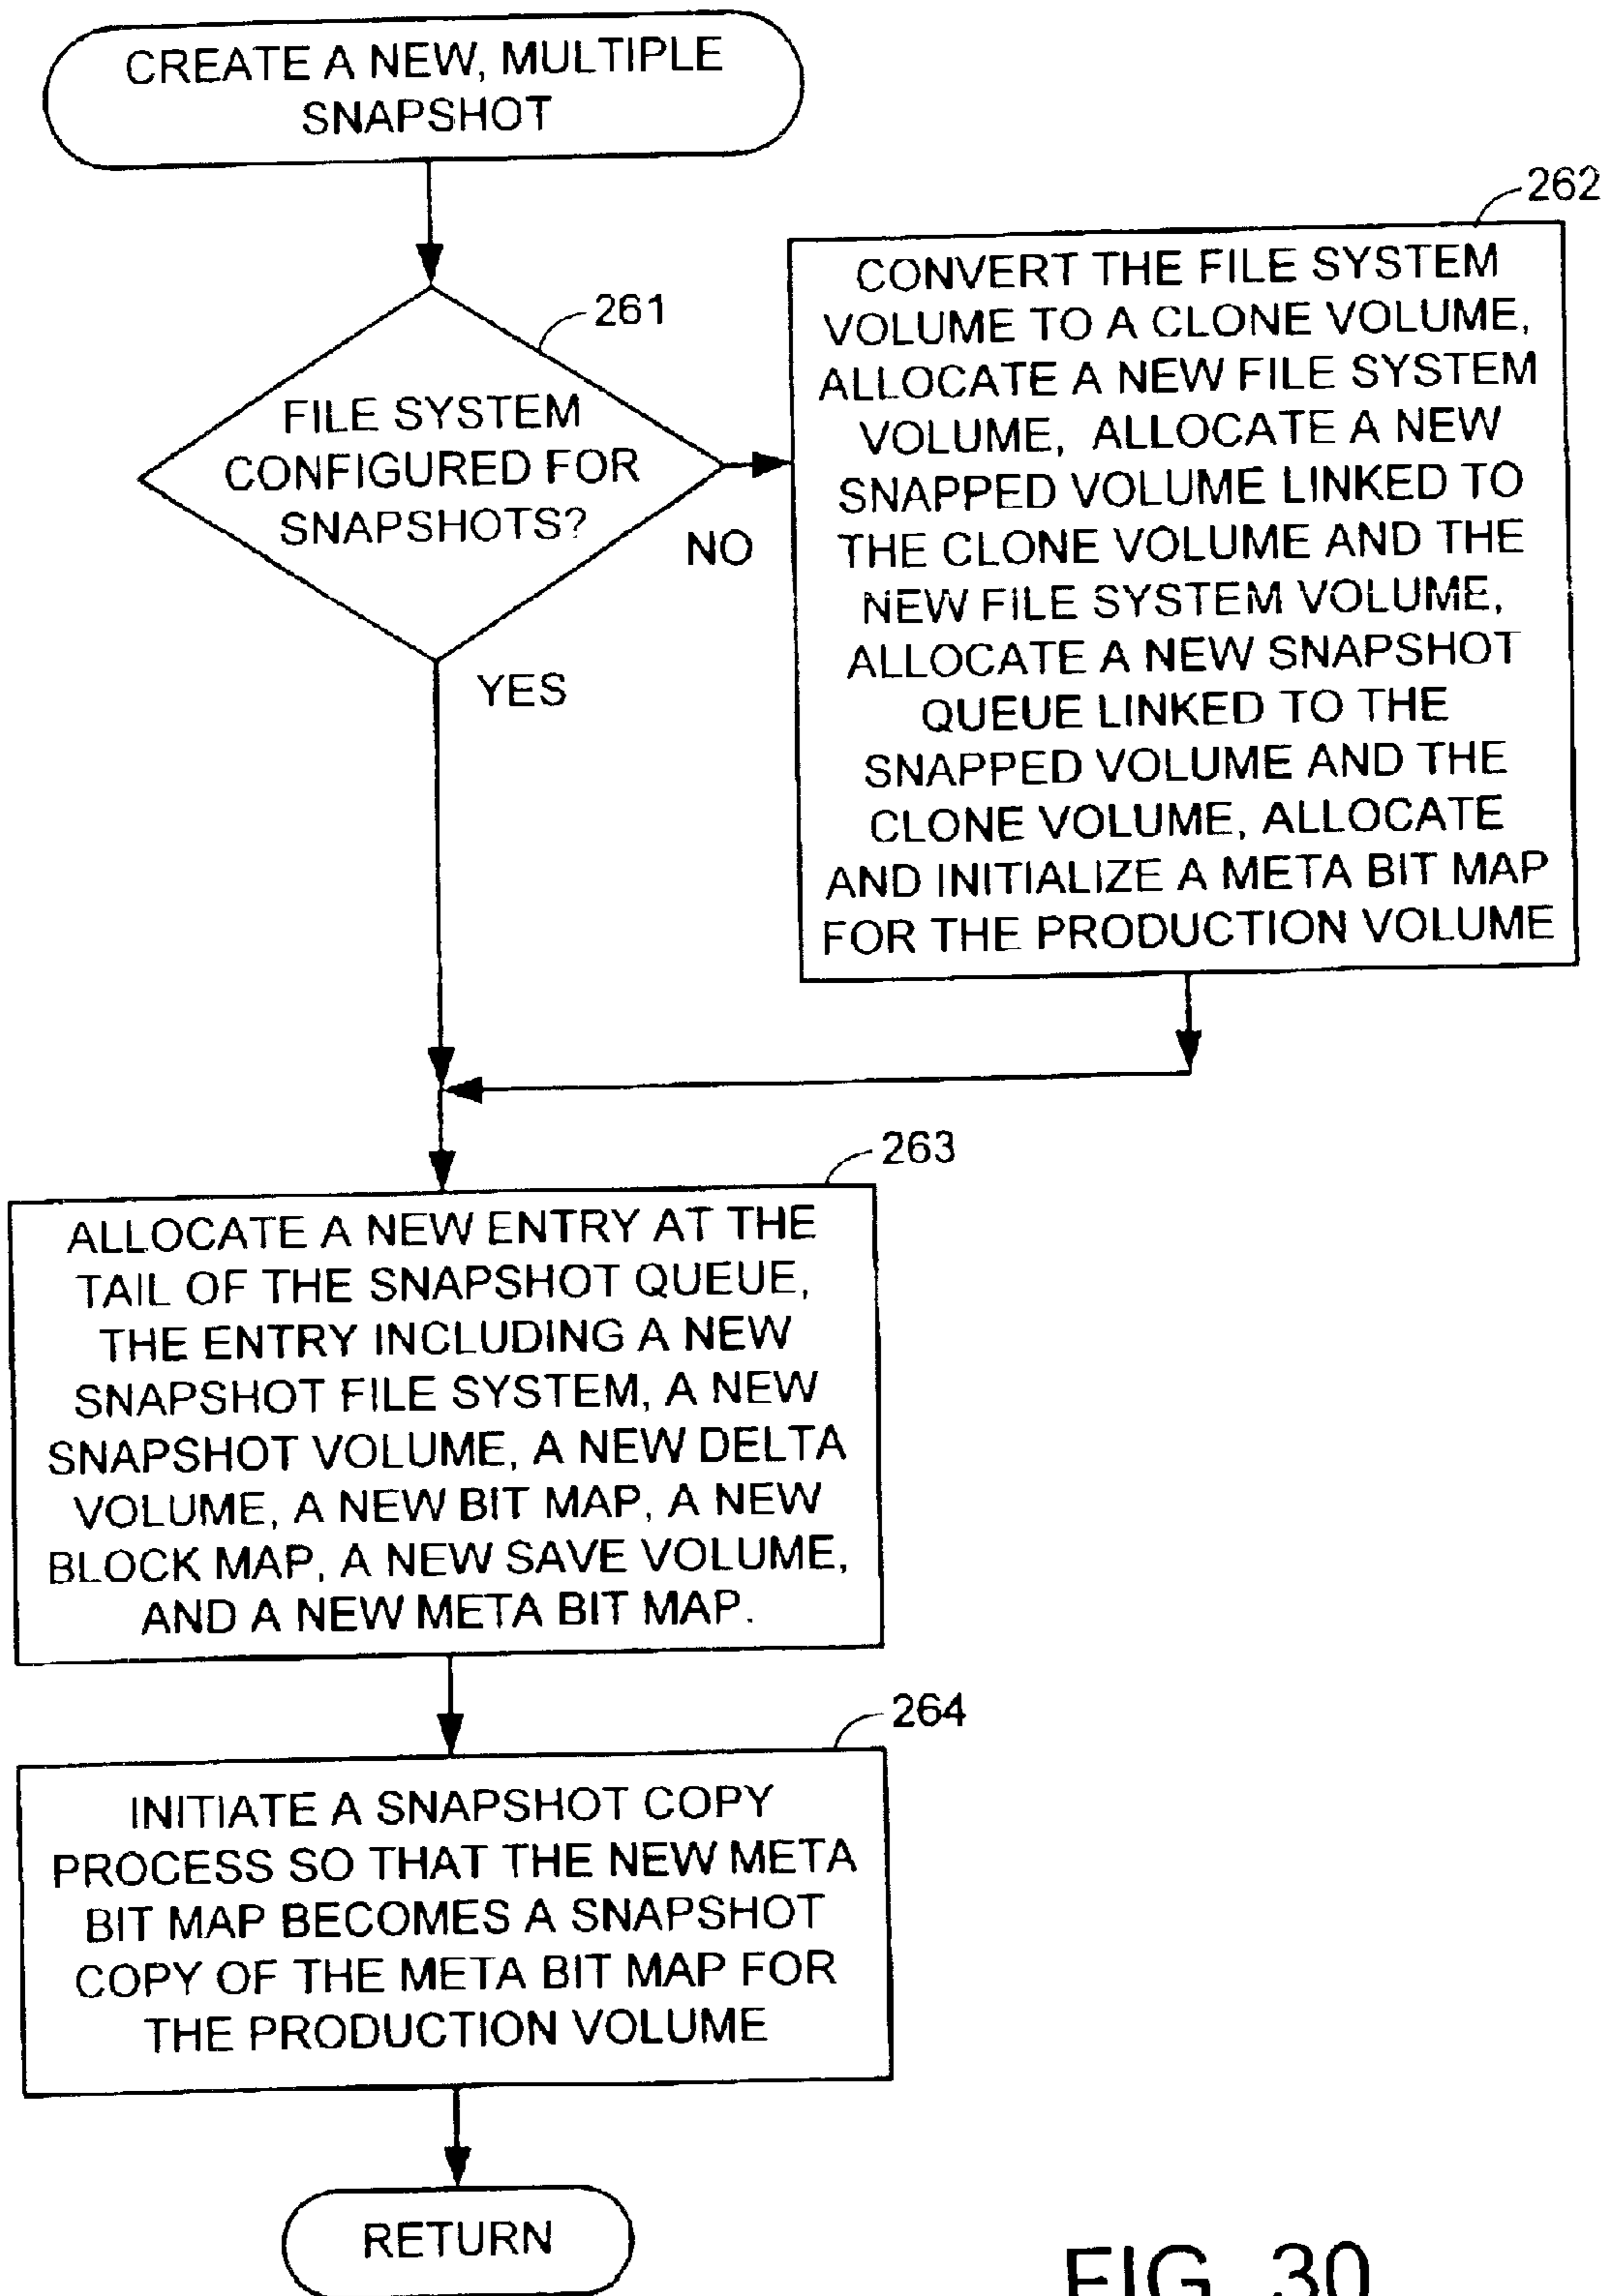 CREATE A NEW, MULTIPLE
SNAPSHOT
262
CONVERT THE FILE SYSTEM
VOLUME TO A CLONE VOLUME,
ALLOCATE A NEW FILE SYSTEM
VOLUME, ALLOCATE A NEW
SNAPPED VOLUME LINKED TO
THE CLONE VOLUME AND THE
NEW FILE SYSTEM VOLUME,
ALLOCATE A NEW SNAPSHOT
QUEUE LINKED TO THE
SNAPPED VOLUME AND THE
CLONE VOLUME, ALLOCATE
AND INITIALIZE A META BIT MAP
FOR THE PRODUCTION VOLUME
261
FILE SYSTEM
CONFIGURED FOR
SNAPSHOTS?
NO
YES
263
ALLOCATE A NEW ENTRY AT THE
TAIL OF THE SNAPSHOT QUEUE,
THE ENTRY INCLUDING A NEW
SNAPSHOT FILE SYSTEM, A NEW
SNAPSHOT VOLUME, A NEW DELTA
VOLUME, A NEW BIT MAP, A NEW
BLOCK MAP, A NEW SAVE VOLUME,
AND A NEW META BIT MAP.
264
INITIATE A SNAPSHOT COPY
PROCESS SO THAT THE NEW META
BIT MAP BECOMES A SNAPSHOT
COPY OF THE META BIT MAP FOR
THE PRODUCTION VOLUME
RETURN
FIG. 30